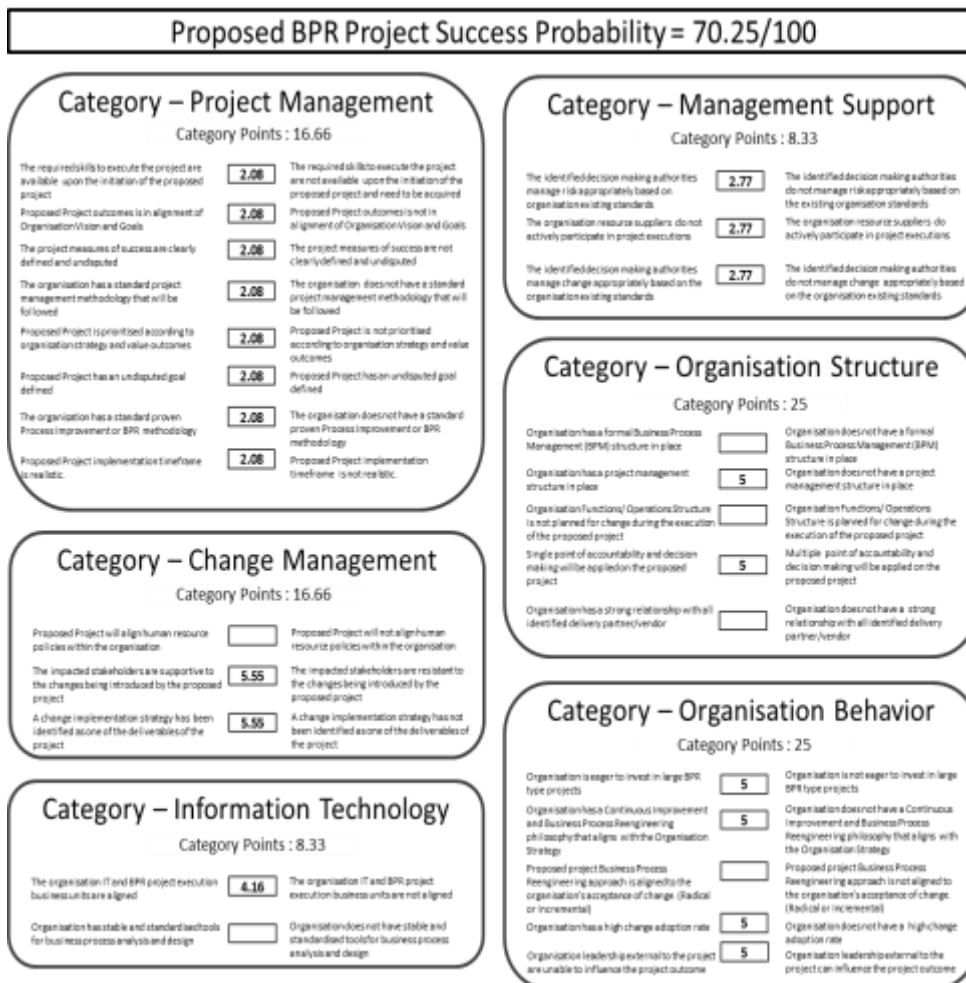 Proposed BPR Project Success Probability = 70.25/100
Category – Project Management
Category Points : 16.66
The required skills to execute the project are
available upon the initiation of the proposed
project
2.08
The required skills to execute the project
are not available upon the initiation of the
proposed project and need to be acquired
Proposed Project outcomes is in alignment of
Organisation Vision and Goals
2.08
Proposed Project outcomes is not in
alignment of Organisation Vision and Goals
The project measures of success are clearly
defined and undisputed
2.08
The project measures of success are not
clearly defined and undisputed
The organisation has a standard project
management methodology that will be
followed
2.08
The organisation does not have a standard
project management methodology that will
be followed
Proposed Project is prioritised according to
organisation strategy and value outcomes
2.08
Proposed Project is not prioritised
according to organisation strategy and value
outcomes
Proposed Project has an undisputed goal
defined
2.08
Proposed Project has an undisputed goal
defined
The organisation has a standard proven
Process Improvement or BPR methodology
2.08
The organisation does not have a standard
proven Process Improvement or BPR
methodology
Proposed Project implementation timeframe
is realistic.
2.08
Proposed Project implementation
timeframe is not realistic.
Category – Change Management
Category Points : 16.66
Proposed Project will align human resource
policies within the organisation
Proposed Project will not align human
resource policies within the organisation
The impacted stakeholders are supportive to
the changes being introduced by the proposed
project
5.55
The impacted stakeholders are resistant to
the changes being introduced by the
proposed project
A change implementation strategy has been
identified as one of the deliverables of the
project
5.55
A change implementation strategy has not
been identified as one of the deliverables of
the project
Category – Information Technology
Category Points : 8.33
The organisation IT and BPR project execution
business units are aligned
4.16
The organisation IT and BPR project
execution business units are not aligned
Organisation has stable and standardised tools
for business process analysis and design
Organisation does not have stable and
standardised tools for business process
analysis and design
Category – Management Support
Category Points : 8.33
The identified decision making authorities
manage risk appropriately based on
organisation existing standards
2.77
The identified decision making authorities
do not manage risk appropriately based on
the existing organisation standards
The organisation resource suppliers do not
actively participate in project executions
2.77
The organisation resource suppliers do
actively participate in project executions
The identified decision making authorities
manage change appropriately based on the
organisation existing standards
2.77
The identified decision making authorities
do not manage change appropriately based
on the organisation existing standards
Category – Organisation Structure
Category Points : 25
Organisation has a formal Business Process
Management (BPM) structure in place
Organisation does not have a formal
Business Process Management (BPM)
structure in place
Organisation has a project management
structure in place
5
Organisation does not have a project
management structure in place
Organisation Functions/ Operations Structure
is not planned for change during the execution
of the proposed project
Organisation Functions/ Operations
Structure is planned for change during the
execution of the proposed project
Single point of accountability and decision
making will be applied on the proposed
project
5
Multiple point of accountability and
decision making will be applied on the
proposed project
Organisation has a strong relationship with all
identified delivery partner/vendor
Organisation does not have a strong
relationship with all identified delivery
partner/vendor
Category – Organisation Behavior
Category Points : 25
Organisation is eager to invest in large BPR
type projects
5
Organisation is not eager to invest in large
BPR type projects
Organisation has a Continuous Improvement
and Business Process Reengineering
philosophy that aligns with the Organisation
Strategy
5
Organisation does not have a Continuous
Improvement and Business Process
Reengineering philosophy that aligns with
the Organisation Strategy
Proposed project Business Process
Reengineering approach is aligned to the
organisation's acceptance of change. (Radical
or Incremental)
Proposed project Business Process
Reengineering approach is not aligned to
the organisation's acceptance of change.
(Radical or Incremental)
Organisation has a high change adoption rate
5
Organisation does not have a high change
adoption rate
Organisation leadership external to the project
are unable to influence the project outcome
5
Organisation leadership external to the
project can influence the project outcome